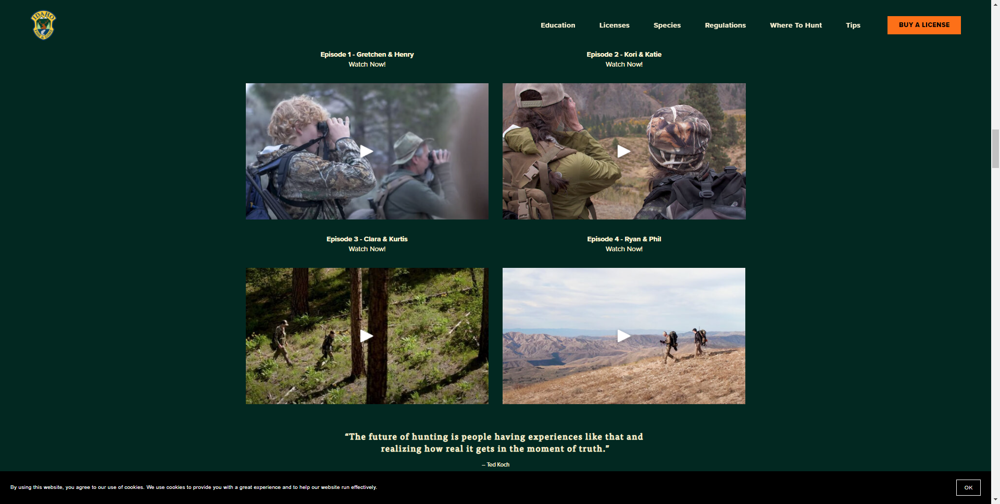 IDAHO
FISH & GAME
Education
Licenses
Species
Regulations
Where To Hunt
Tips
BUY A LICENSE
Episode 1 - Gretchen & Henry
Watch Now!
Episode 2 - Kori & Katie
Watch Now!
Episode 3 - Clara & Kurtis
Watch Now!
Episode 4 - Ryan & Phil
Watch Now!
“The future of hunting is people having experiences like that and
realizing how real it gets in the moment of truth.”
– Ted Koch
By using this website, you agree to our use of cookies. We use cookies to provide you with a great experience and to help our website run effectively.
OK